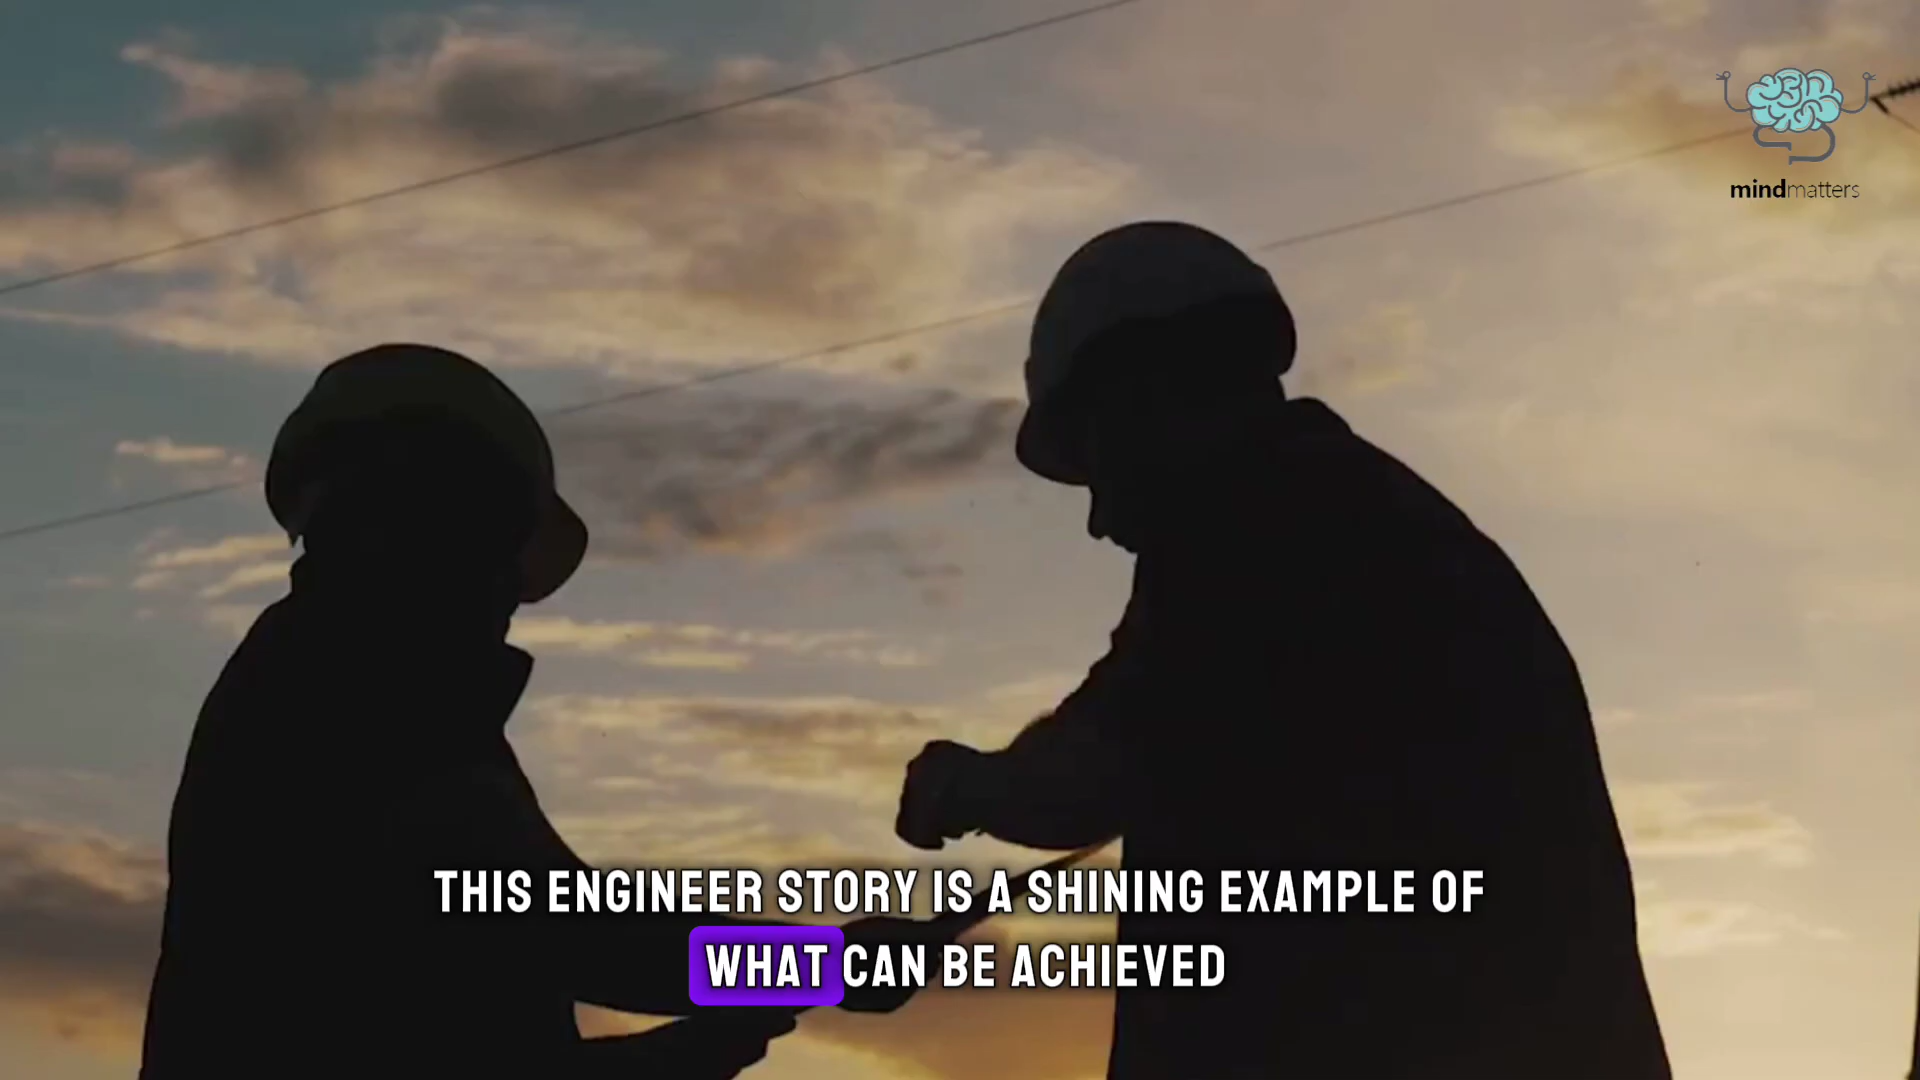 mindmatters
THIS ENGINEER STORY IS A SHINING EXAMPLE OF
WHAT CAN BE ACHIEVED